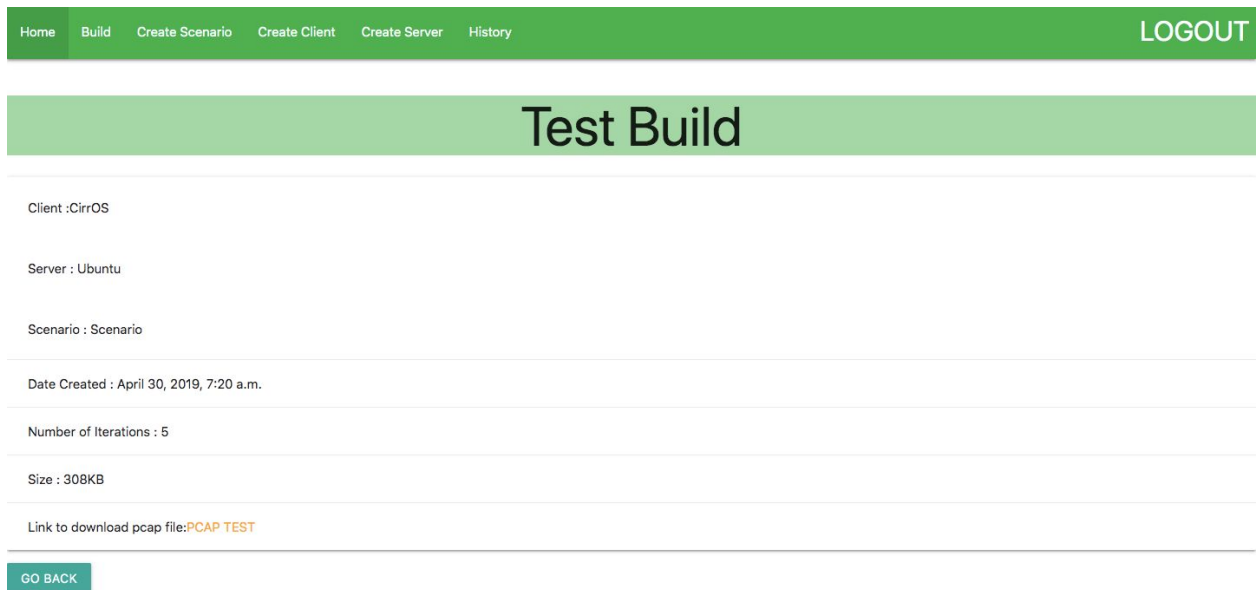 Home Build Create Scenario Create Client Create Server History LOGOUT
Test Build
Client :CirrOS
Server : Ubuntu
Scenario : Scenario
Date Created : April 30, 2019, 7:20 a.m.
Number of Iterations : 5
Size : 308KB
Link to download pcap file:PCAP TEST
GO BACK